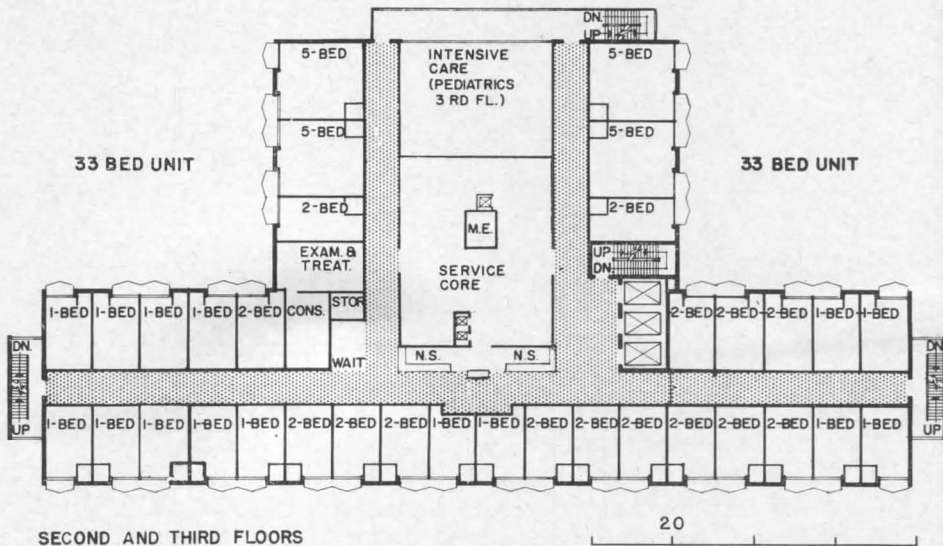 DN.
UP
5-BED
INTENSIVE
CARE
(PEDIATRICS
3 RD FL.)
5-BED
5-BED
5-BED
33 BED UNIT
33 BED UNIT
2-BED
M.E.
2-BED
EXAM. &
TREAT.
SERVICE
CORE
UP
DN.
1-BED 1-BED 1-BED 1-BED 2-BED CONS. STOR
2-BED 2-BED 2-BED 1-BED 1-BED
DN.
WAIT
N.S.
N.S.
DN.
UP
UP
1-BED 1-BED 1-BED 1-BED 1-BED 2-BED 2-BED 2-BED 1-BED 1-BED 2-BED 2-BED 2-BED 2-BED 2-BED 2-BED 1-BED 1-BED
SECOND AND THIRD FLOORS
20